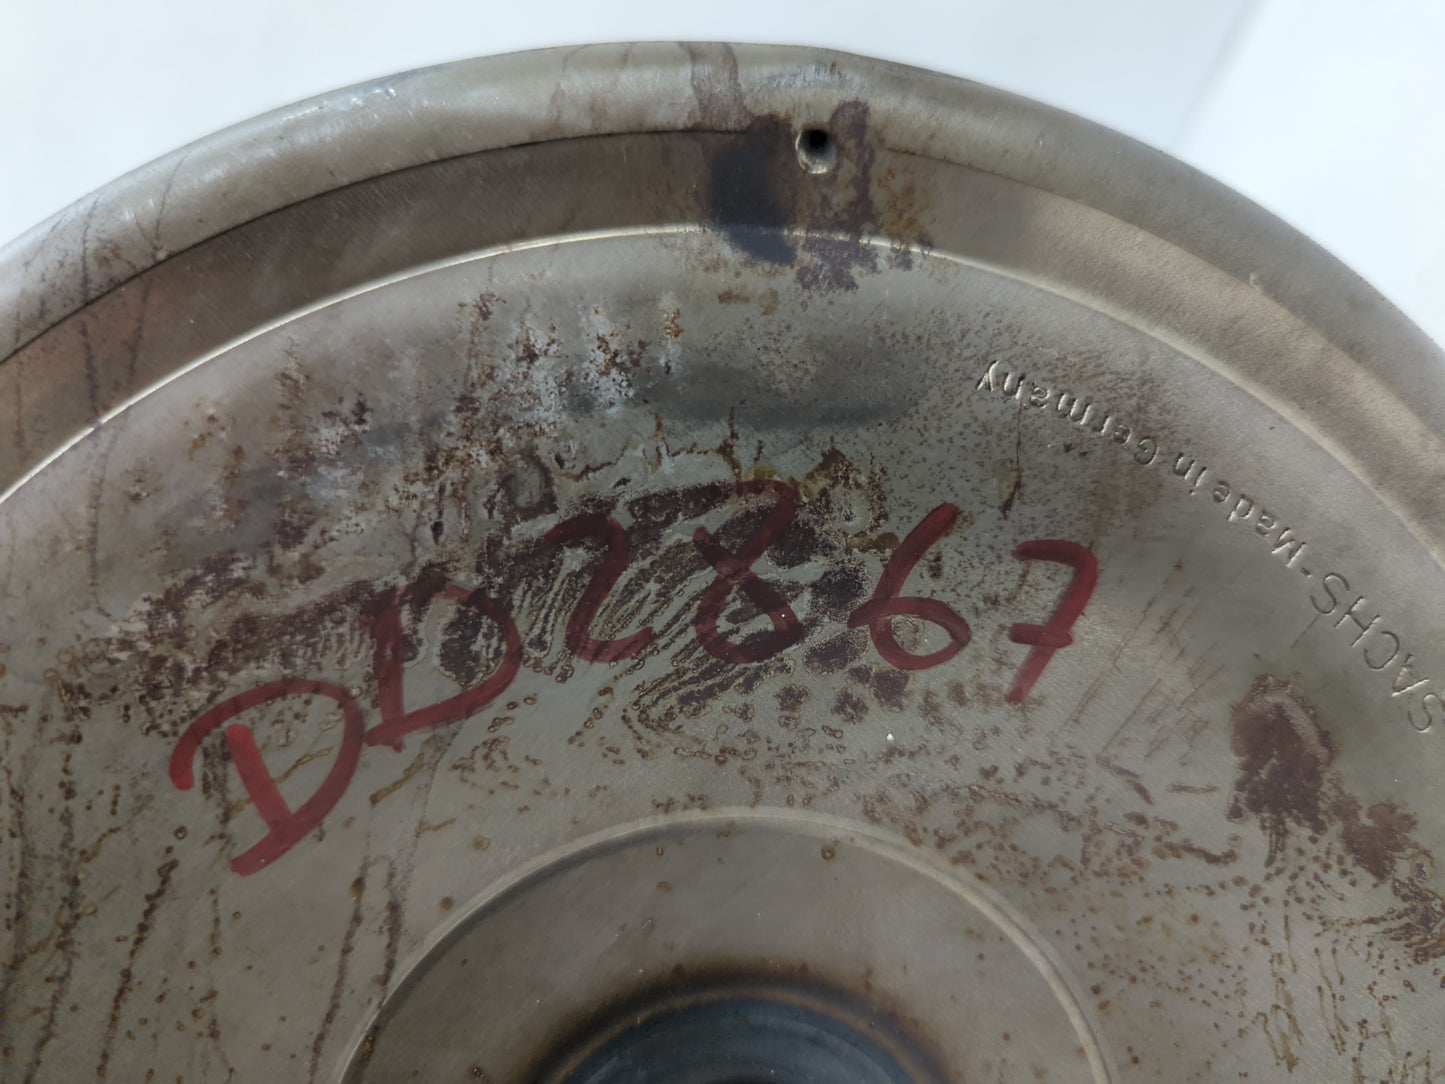 DD2867
SACHS - Made in Germany